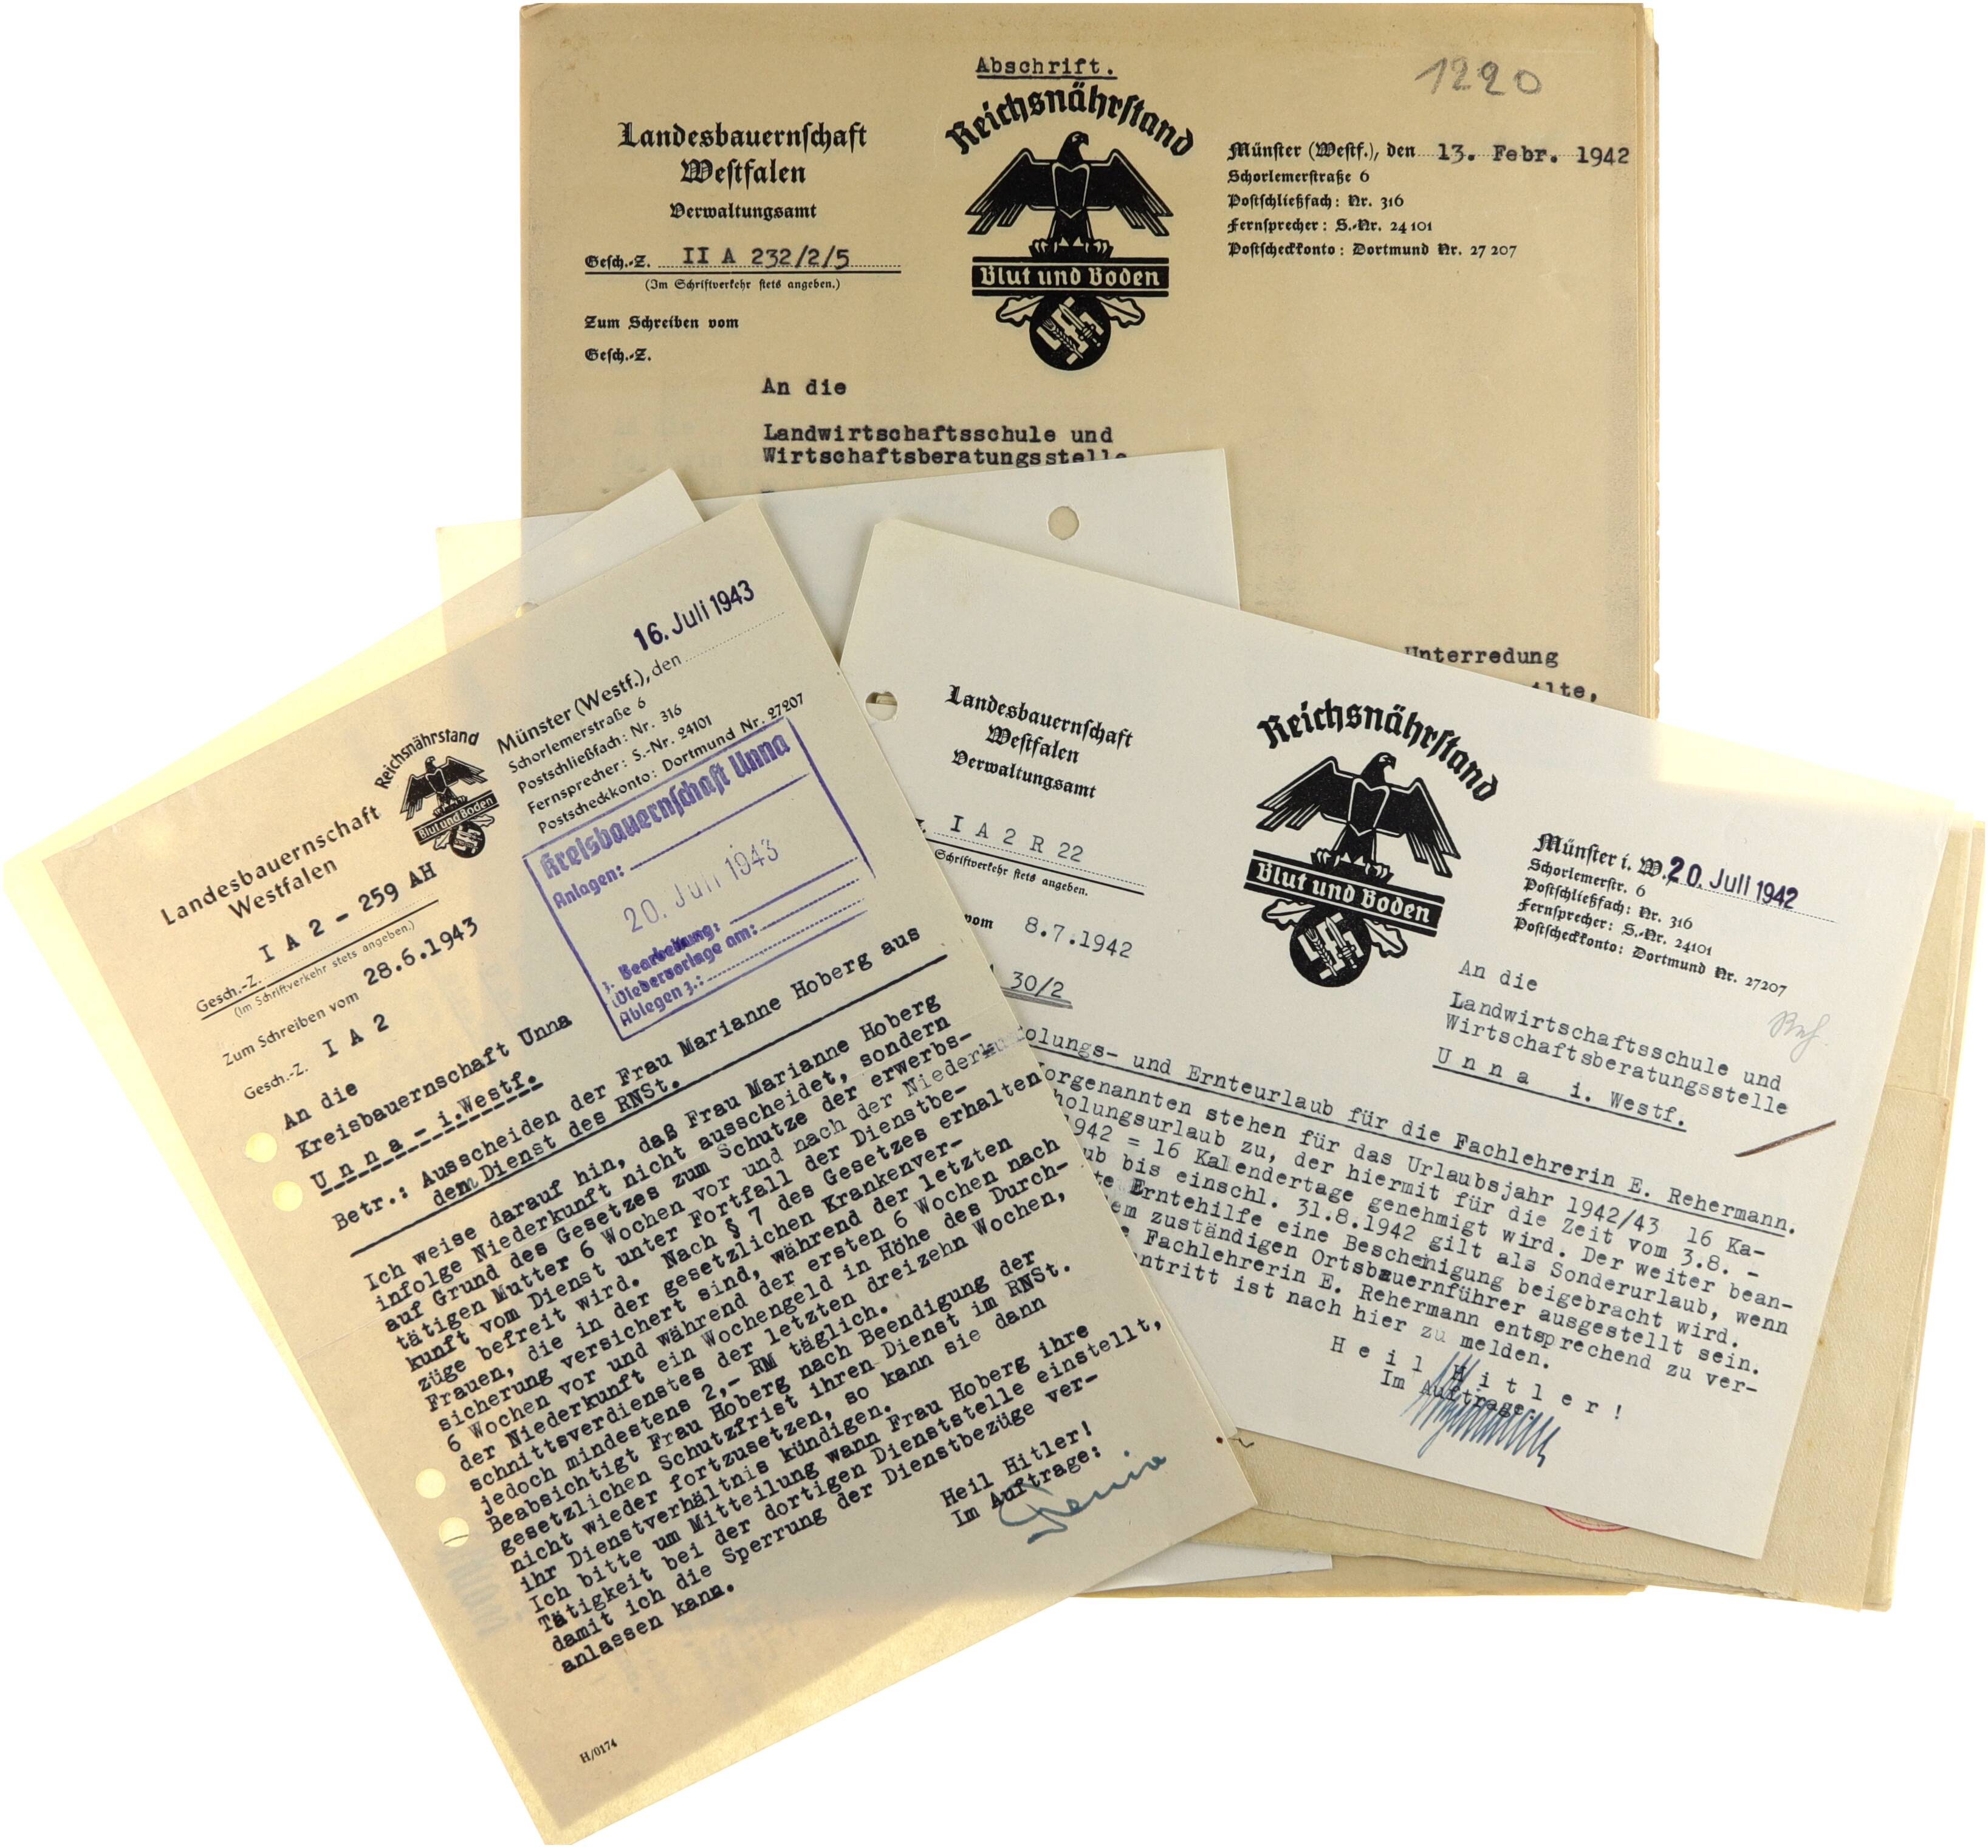 Abschrift.
1220
Landesbauernschaft
Westfalen
Verwaltungsamt
Reichsnährstand
Blut und Boden
Münster (Westf.), den 13. Febr. 1942
Schorlemerstraße 6
Postschließfach: Nr. 316
Fernsprecher: S.-Nr. 24 101
Postscheckkonto: Dortmund Nr. 27 207
Gesch.-Z. II A 232/2/5
(Im Schriftverkehr stets angeben.)
Zum Schreiben vom
Gesch.-Z.
An die
Landwirtschaftsschule und
Wirtschaftsberatungsstelle
Unterredung
ilte,
Landesbauernschaft
Westfalen
Reichsnährstand
Blut und Boden
16. Juli 1943
Münster (Westf.), den
Schorlemerstraße 6
Postschließfach: Nr. 316
Fernsprecher: S.-Nr. 24101
Postscheckkonto: Dortmund Nr. 27207
Kreisbauernschaft Unna
Anlagen:
20. Juli 1943
z. Bearbeitung:
Wiedervorlage am:
Ablegen z.:
Gesch.-Z. I A 2 - 259 AH
(Im Schriftverkehr stets angeben.)
Zum Schreiben vom 28.6.1943
Gesch.-Z. I A 2
An die
Kreisbauernschaft Unna
U n n a - i.Westf.
Betr.: Ausscheiden der Frau Marianne Hoberg aus
dem Dienst des RNSt.
Ich weise darauf hin, daß Frau Marianne Hoberg
infolge Niederkunft nicht ausscheidet, sondern
auf Grund des Gesetzes zum Schutze der erwerbs-
tätigen Mutter 6 Wochen vor und nach der Nieder-
kunft vom Dienst unter Fortfall der Dienstbe-
züge befreit wird. Nach § 7 des Gesetzes erhalten
Frauen, die in der gesetzlichen Krankenver-
sicherung versichert sind, während der letzten
6 Wochen vor und während der ersten 6 Wochen nach
der Niederkunft ein Wochengeld in Höhe des Durch-
schnittsverdienstes der letzten dreizehn Wochen,
jedoch mindestens 2,- RM täglich.
Beabsichtigt Frau Hoberg nach Beendigung der
gesetzlichen Schutzfrist ihren Dienst im RNSt.
nicht wieder fortzusetzen, so kann sie dann
ihr Dienstverhältnis kündigen.
Ich bitte um Mitteilung wann Frau Hoberg ihre
Tätigkeit bei der dortigen Dienststelle einstellt,
damit ich die Sperrung der Dienstbezüge ver-
anlassen kann.
Heil Hitler!
Im Auftrage:
H/0174
Landesbauernschaft
Westfalen
Verwaltungsamt
Reichsnährstand
Blut und Boden
Münster i. W., 20. Juli 1942
Schorlemerstr. 6
Postschließfach: Nr. 316
Fernsprecher: S.-Nr. 24101
Postscheckkonto: Dortmund Nr. 27207
I A 2 R 22
Schriftverkehr stets angeben.
vom 8.7.1942
30/2
An die
Landwirtschaftsschule und
Wirtschaftsberatungsstelle
U n n a i. Westf.
olungs- und Ernteurlaub für die Fachlehrerin E. Rehermann.
orgenannten stehen für das Urlaubsjahr 1942/43 16 Ka-
holungsurlaub zu, der hiermit für die Zeit vom 3.8. -
942 = 16 Kalendertage genehmigt wird. Der weiter bean-
ub bis einschl. 31.8.1942 gilt als Sonderurlaub, wenn
te Erntehilfe eine Bescheinigung beigebracht wird.
em zuständigen Ortsbauernführer ausgestellt sein.
e Fachlehrerin E. Rehermann entsprechend zu ver-
ntritt ist nach hier zu melden.
H e i l H i t l e r !
Im Auftrage